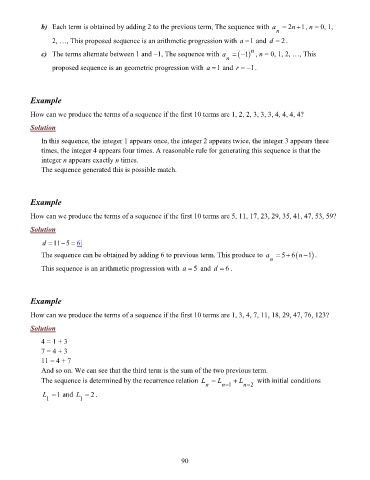 b) Each term is obtained by adding 2 to the previous term, The sequence with a_n = 2n+1, n = 0, 1,
2, …, This proposed sequence is an arithmetic progression with a = 1 and d = 2.
c) The terms alternate between 1 and –1, The sequence with a_n = (−1)^n, n = 0, 1, 2, …, This
proposed sequence is an geometric progression with a = 1 and r = −1.
Example
How can we produce the terms of a sequence if the first 10 terms are 1, 2, 2, 3, 3, 3, 4, 4, 4, 4?
Solution
In this sequence, the integer 1 appears once, the integer 2 appears twice, the integer 3 appears three
times, the integer 4 appears four times. A reasonable rule for generating this sequence is that the
integer n appears exactly n times.
The sequence generated this is possible match.
Example
How can we produce the terms of a sequence if the first 10 terms are 5, 11, 17, 23, 29, 35, 41, 47, 53, 59?
Solution
d = 11 − 5 = 6|
The sequence can be obtained by adding 6 to previous term. This produce to a_n = 5 + 6(n−1).
This sequence is an arithmetic progression with a = 5 and d = 6.
Example
How can we produce the terms of a sequence if the first 10 terms are 1, 3, 4, 7, 11, 18, 29, 47, 76, 123?
Solution
4 = 1 + 3
7 = 4 + 3
11 = 4 + 7
And so on. We can see that the third term is the sum of the two previous term.
The sequence is determined by the recurrence relation L_n = L_n=1 + L_n=2 with initial conditions
L_1 = 1 and L_1 = 2.
90